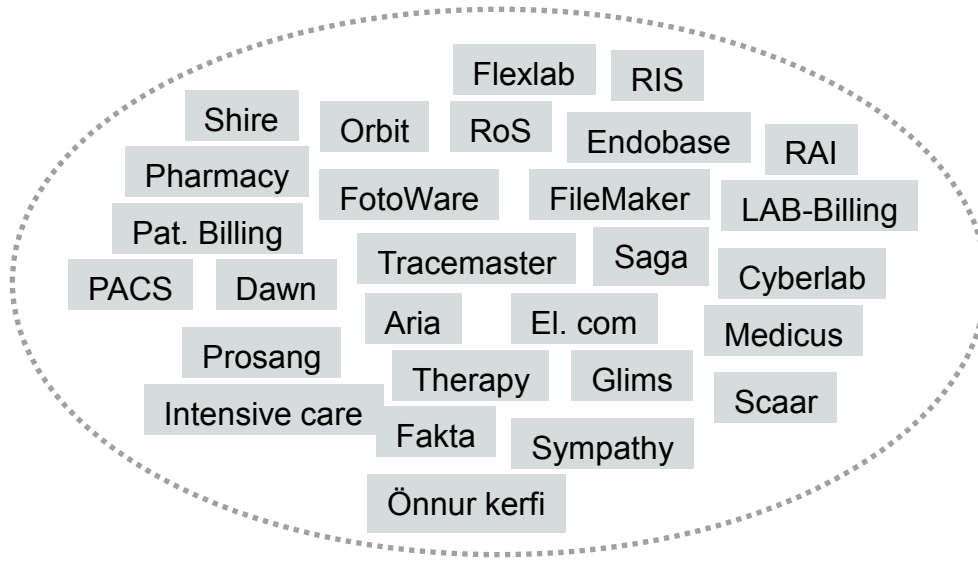 Flexlab
RIS
Shire
Orbit
RoS
Endobase
RAI
Pharmacy
FotoWare
FileMaker
LAB-Billing
Pat. Billing
Tracemaster
Saga
Cyberlab
PACS
Dawn
Aria
El. com
Medicus
Prosang
Therapy
Glims
Scaar
Intensive care
Fakta
Sympathy
Önnur kerfi